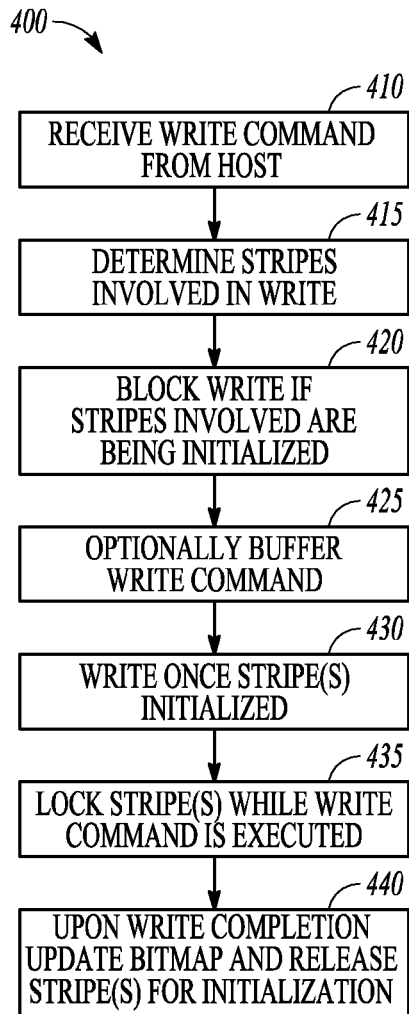 400
410
RECEIVE WRITE COMMAND
FROM HOST
415
DETERMINE STRIPES
INVOLVED IN WRITE
420
BLOCK WRITE IF
STRIPES INVOLVED ARE
BEING INITIALIZED
425
OPTIONALLY BUFFER
WRITE COMMAND
430
WRITE ONCE STRIPE(S)
INITIALIZED
435
LOCK STRIPE(S) WHILE WRITE
COMMAND IS EXECUTED
440
UPON WRITE COMPLETION
UPDATE BITMAP AND RELEASE
STRIPE(S) FOR INITIALIZATION